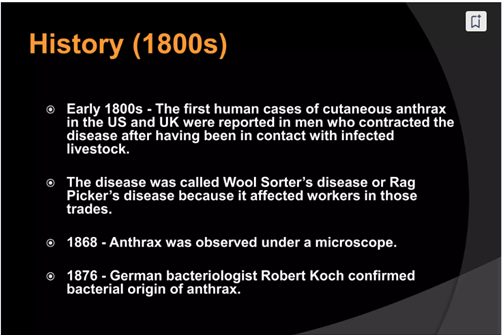 History (1800s)
Early 1800s - The first human cases of cutaneous anthrax
in the US and UK were reported in men who contracted the
disease after having been in contact with infected
livestock.
The disease was called Wool Sorter's disease or Rag
Picker's disease because it affected workers in those
trades.
1868 - Anthrax was observed under a microscope.
1876 - German bacteriologist Robert Koch confirmed
bacterial origin of anthrax.